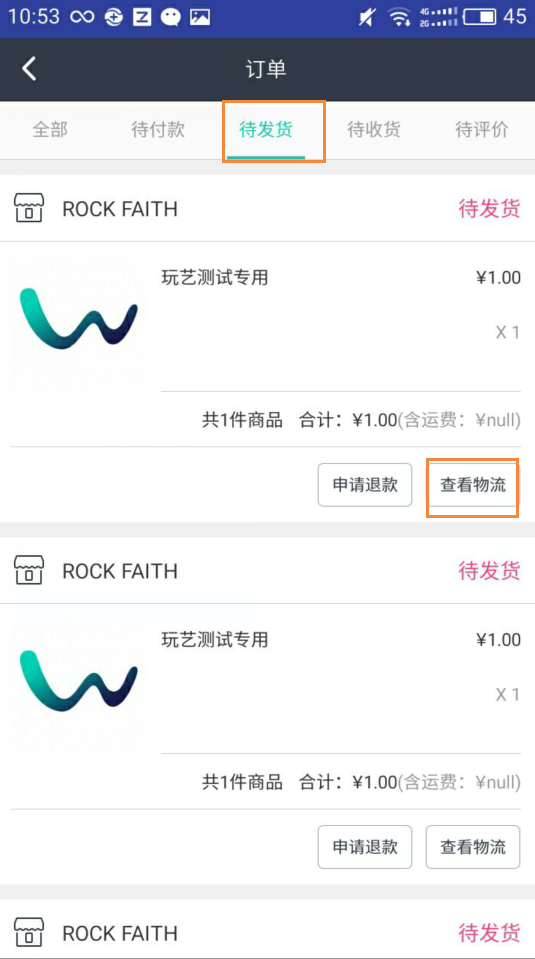 10:53 4G 2G 45
订单
全部 待付款 待发货 待收货 待评价
ROCK FAITH 待发货
玩艺测试专用 ¥1.00
X 1
共1件商品 合计：¥1.00(含运费：¥null)
申请退款 查看物流
ROCK FAITH 待发货
玩艺测试专用 ¥1.00
X 1
共1件商品 合计：¥1.00(含运费：¥null)
申请退款 查看物流
ROCK FAITH 待发货